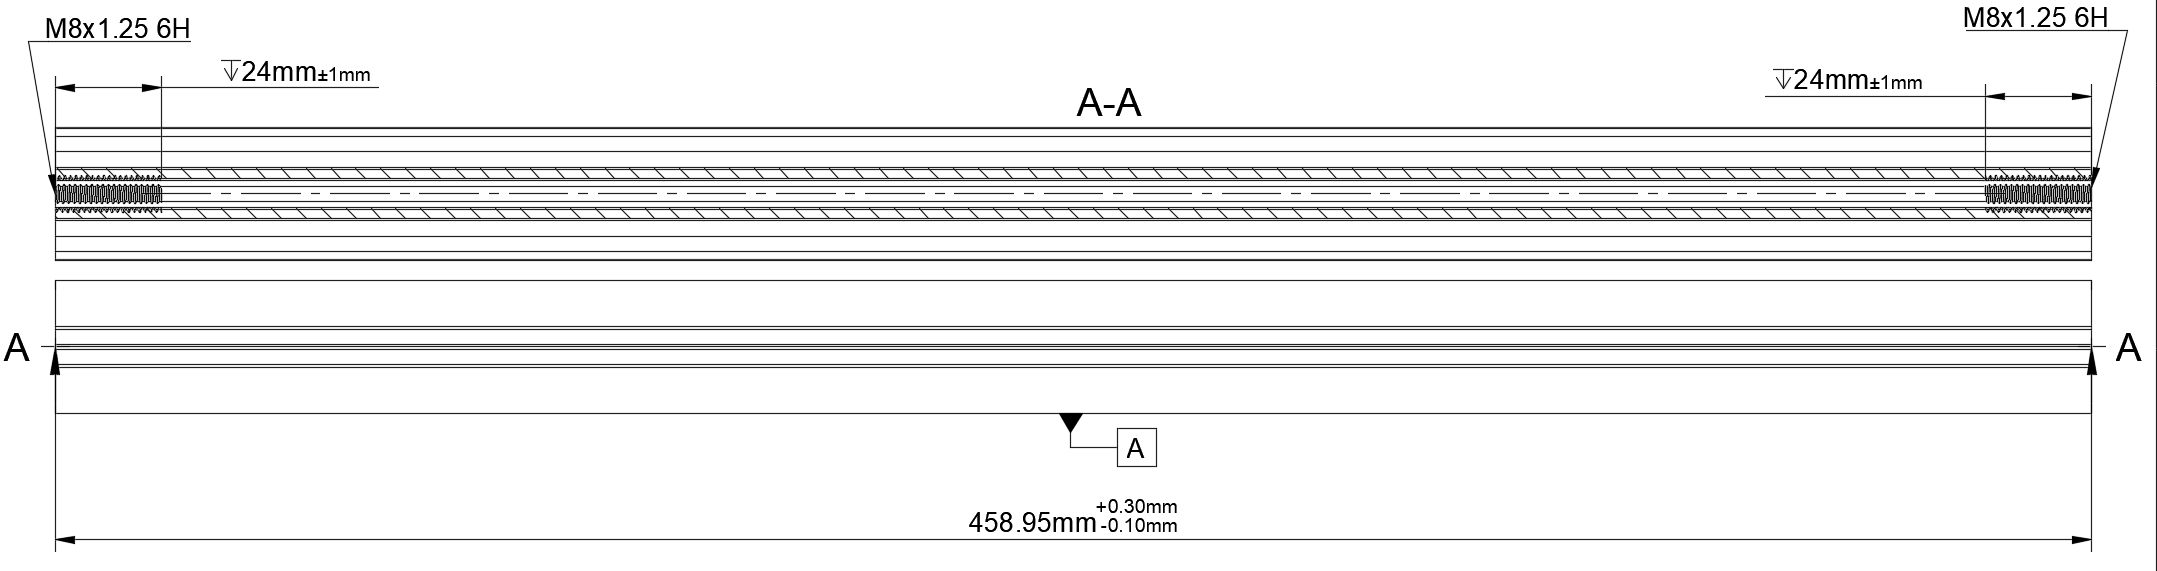 M8x1.25 6H
M8x1.25 6H
↧24mm±1mm
↧24mm±1mm
A-A
A
A
A
458.95mm +0.30mm
-0.10mm